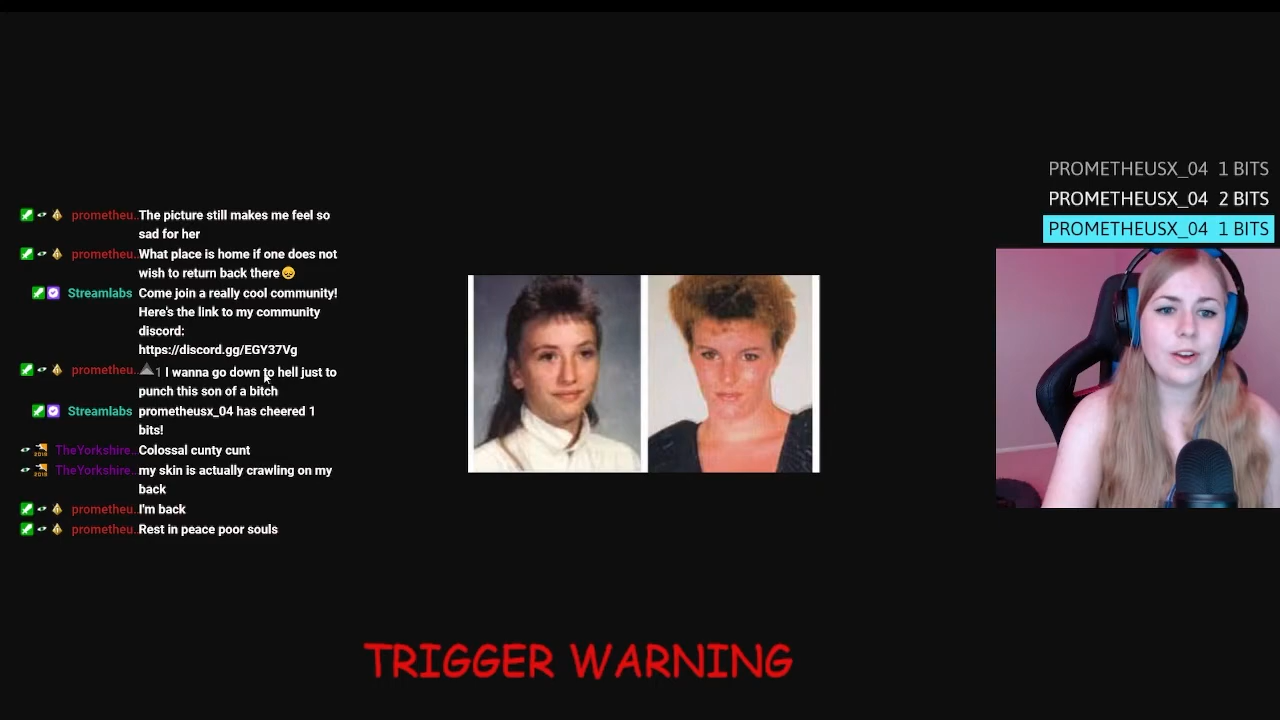 PROMETHEUSX_04 1 BITS
PROMETHEUSX_04 2 BITS
PROMETHEUSX_04 1 BITS
prometheu..The picture still makes me feel so
sad for her
prometheu..What place is home if one does not
wish to return back there
Streamlabs Come join a really cool community!
Here's the link to my community
discord:
https://discord.gg/EGY37Vg
prometheu..1 I wanna go down to hell just to
punch this son of a bitch
Streamlabs prometheusx_04 has cheered 1
bits!
TheYorkshire..Colossal cunty cunt
TheYorkshire..my skin is actually crawling on my
back
prometheu..I'm back
prometheu..Rest in peace poor souls
TRIGGER WARNING